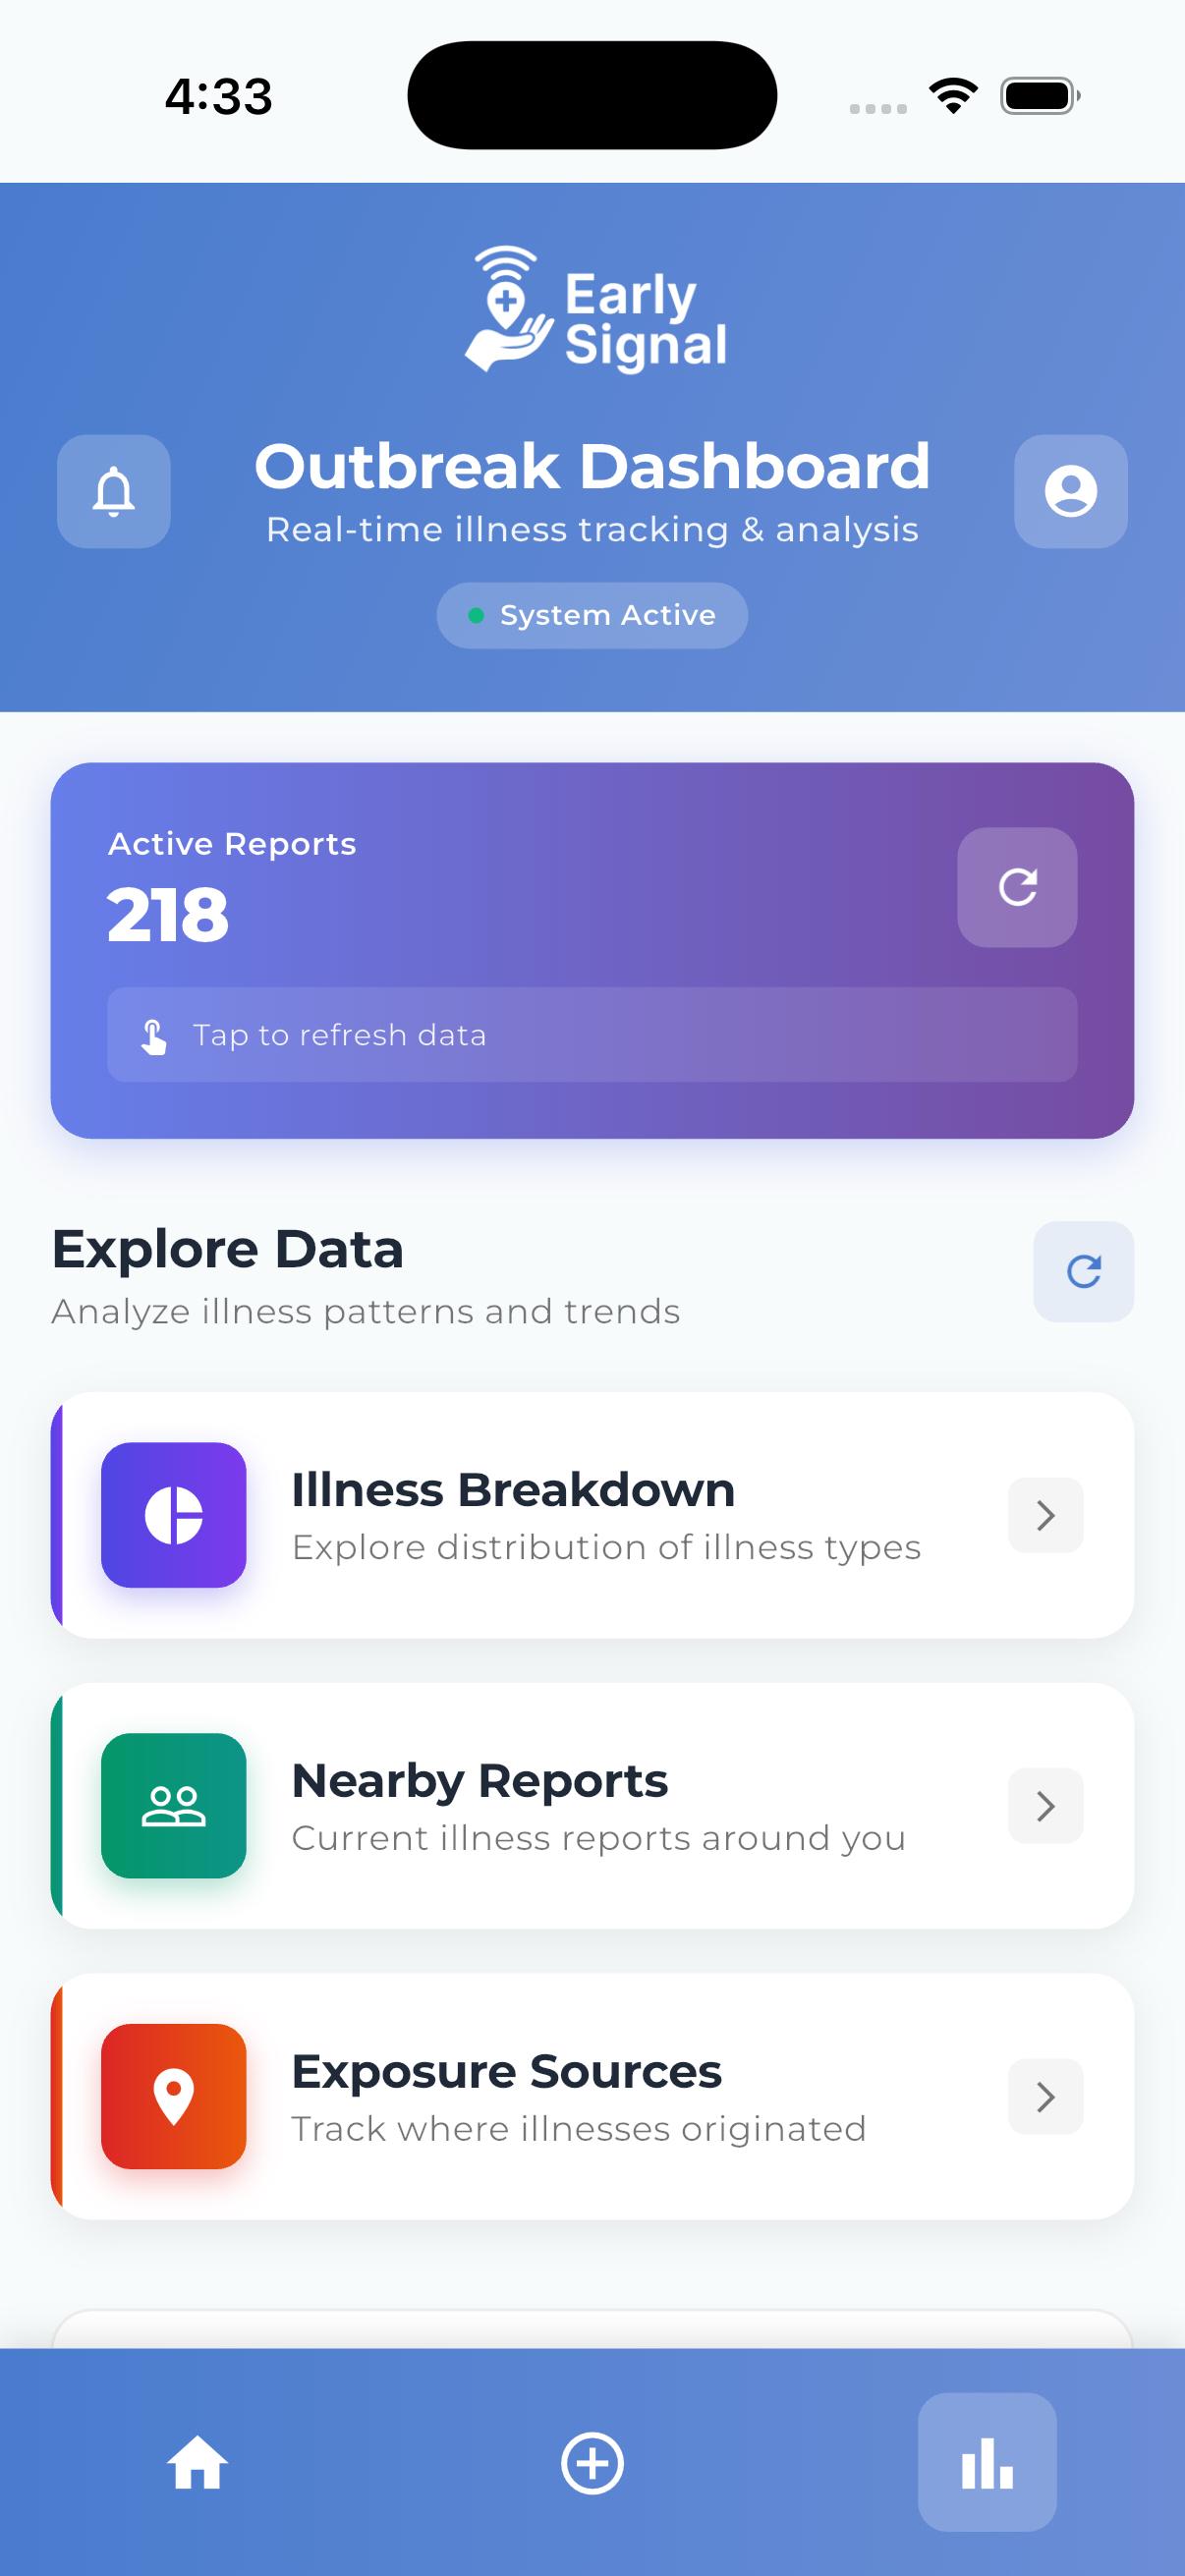 4:33
Early
Signal
Outbreak Dashboard
Real-time illness tracking & analysis
System Active
Active Reports
218
Tap to refresh data
Explore Data
Analyze illness patterns and trends
Illness Breakdown
Explore distribution of illness types
Nearby Reports
Current illness reports around you
Exposure Sources
Track where illnesses originated